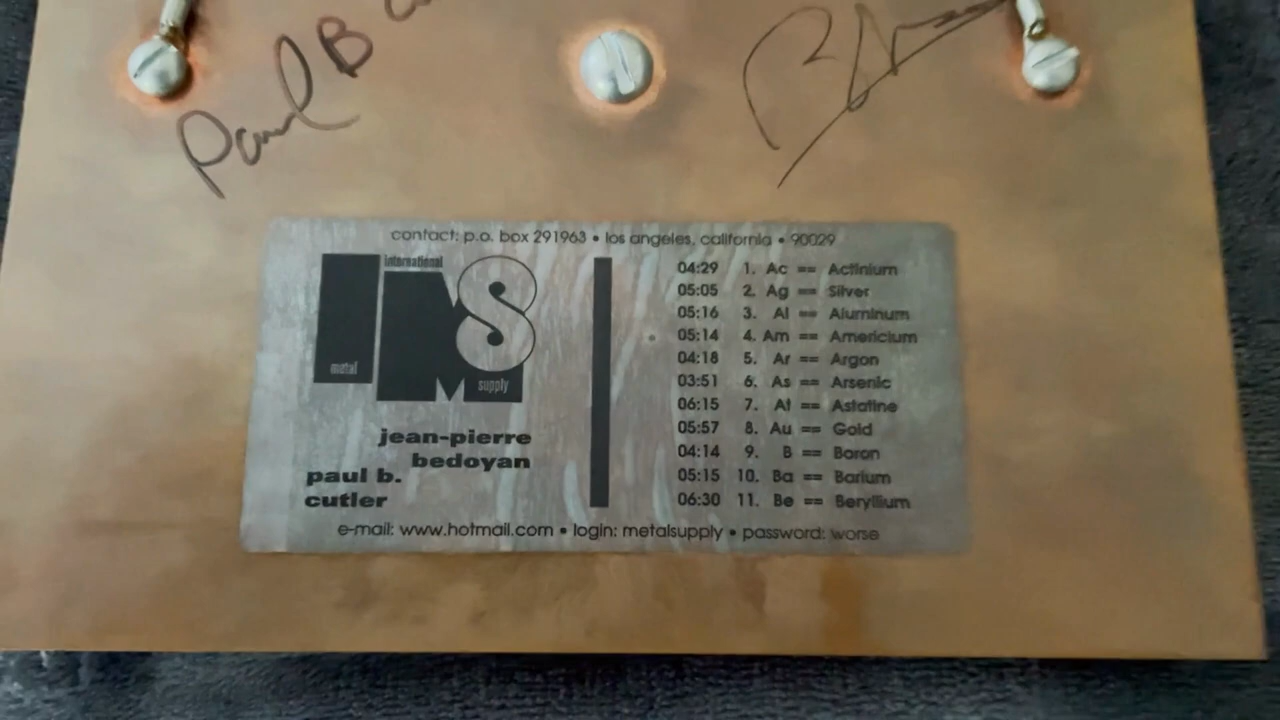 Paul B
contact: p.o. box 291963 • los angeles, california • 90029
international
metal
supply
jean-pierre
bedoyan
paul b.
cutler
04:29 1. Ac == Actinium
05:05 2. Ag == Silver
05:16 3. Al == Aluminum
05:14 4. Am == Americium
04:18 5. Ar == Argon
03:51 6. As == Arsenic
06:15 7. At == Astatine
05:57 8. Au == Gold
04:14 9. B == Boron
05:15 10. Ba == Barium
06:30 11. Be == Beryllium
e-mail: www.hotmail.com • login: metalsupply • password: worse